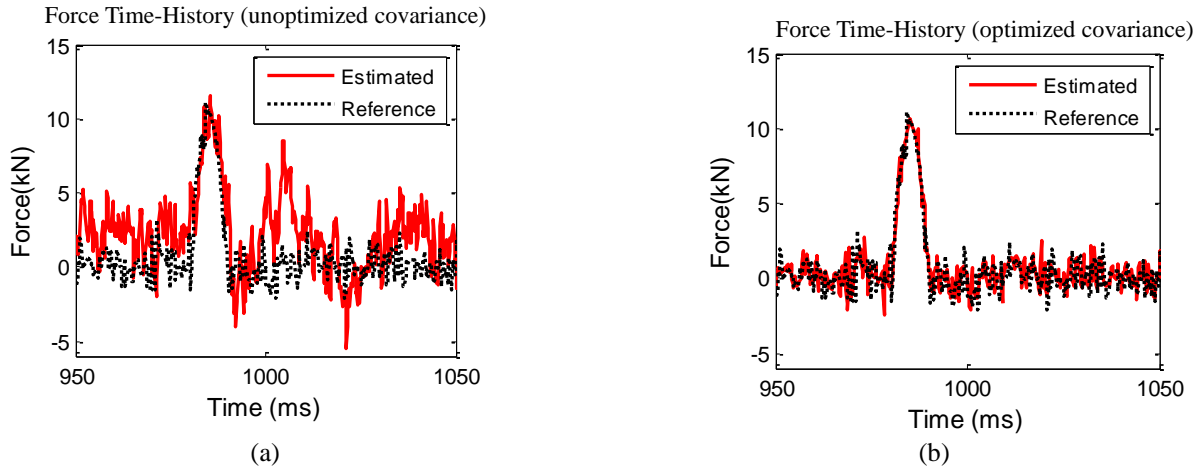 Force Time-History (unoptimized covariance)
15
10
5
0
-5
Force(kN)
Estimated
Reference
950
1000
1050
Time (ms)
(a)
Force Time-History (optimized covariance)
15
10
5
0
-5
Force(kN)
Estimated
Reference
950
1000
1050
Time (ms)
(b)